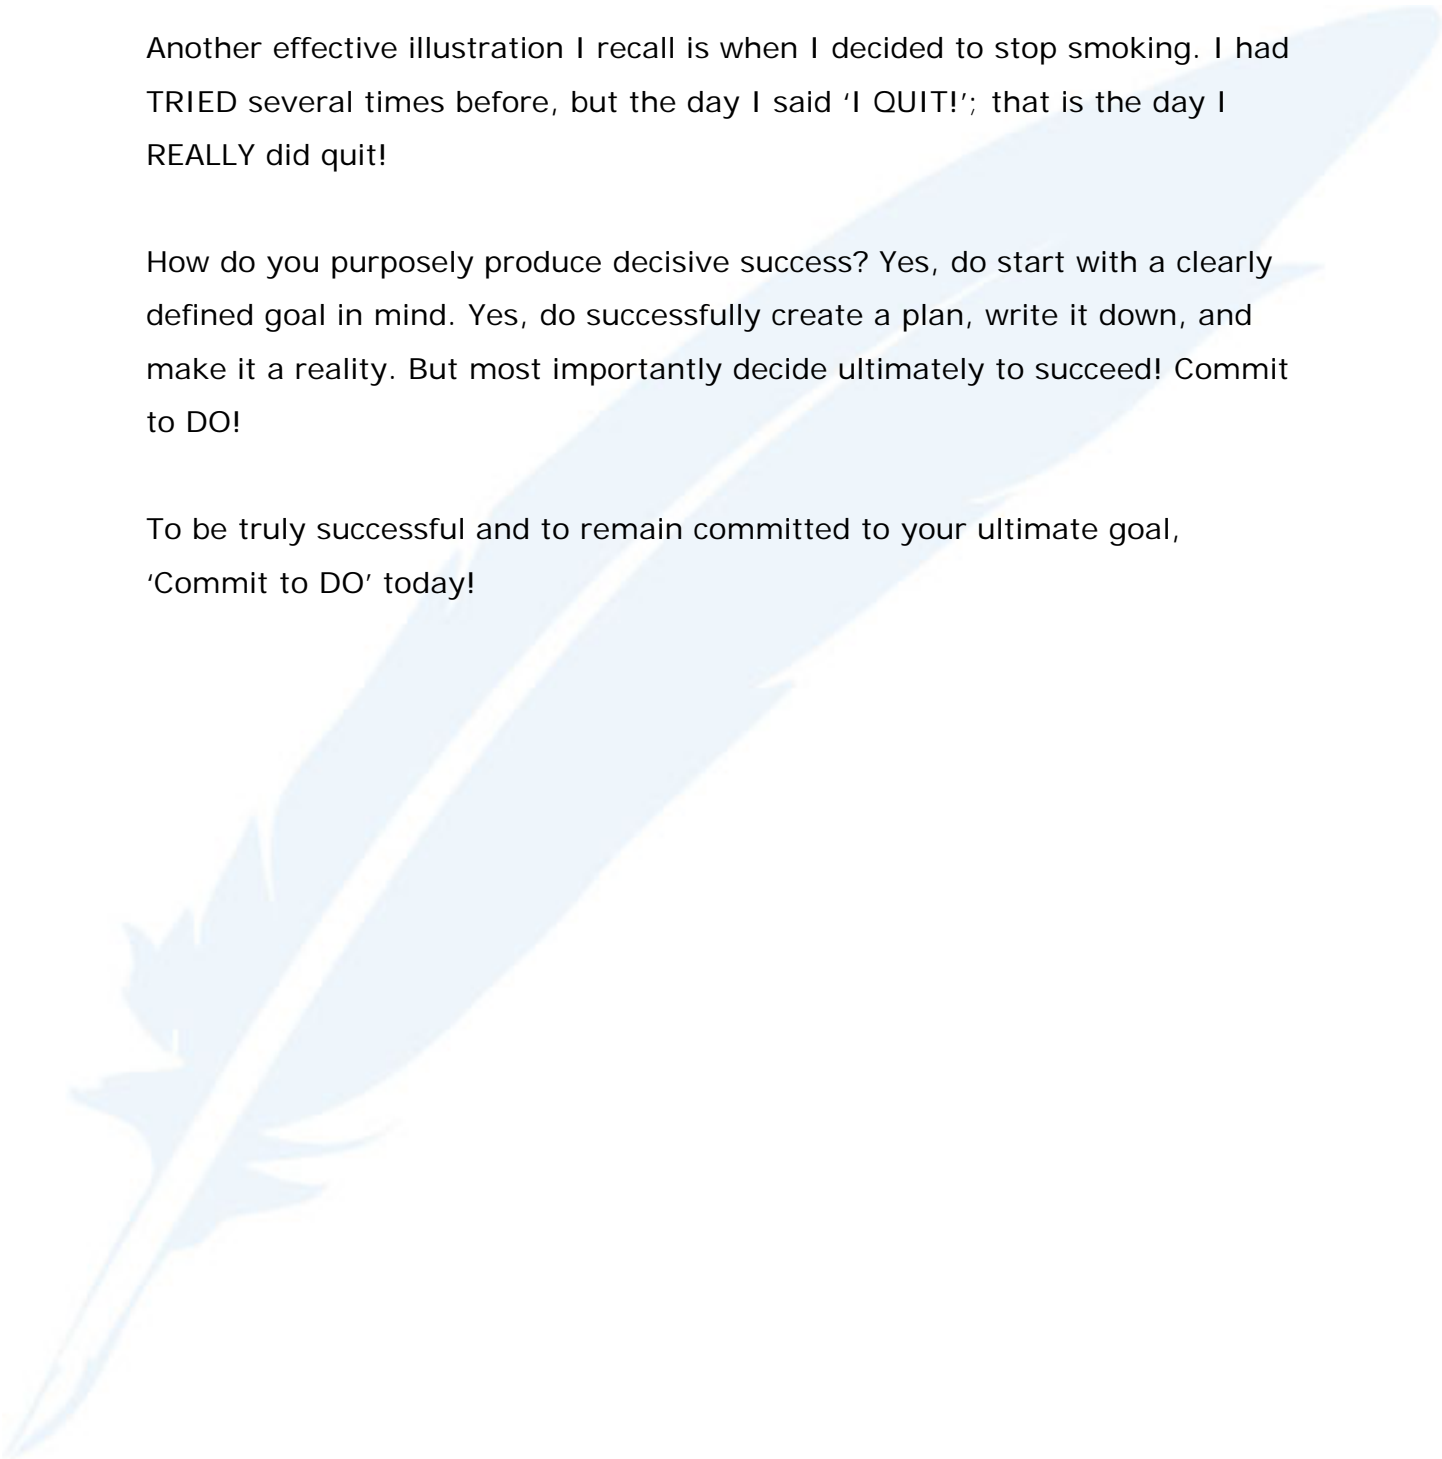 Another effective illustration I recall is when I decided to stop smoking. I had
TRIED several times before, but the day I said ‘I QUIT!’; that is the day I
REALLY did quit!
How do you purposely produce decisive success? Yes, do start with a clearly
defined goal in mind. Yes, do successfully create a plan, write it down, and
make it a reality. But most importantly decide ultimately to succeed! Commit
to DO!
To be truly successful and to remain committed to your ultimate goal,
‘Commit to DO’ today!